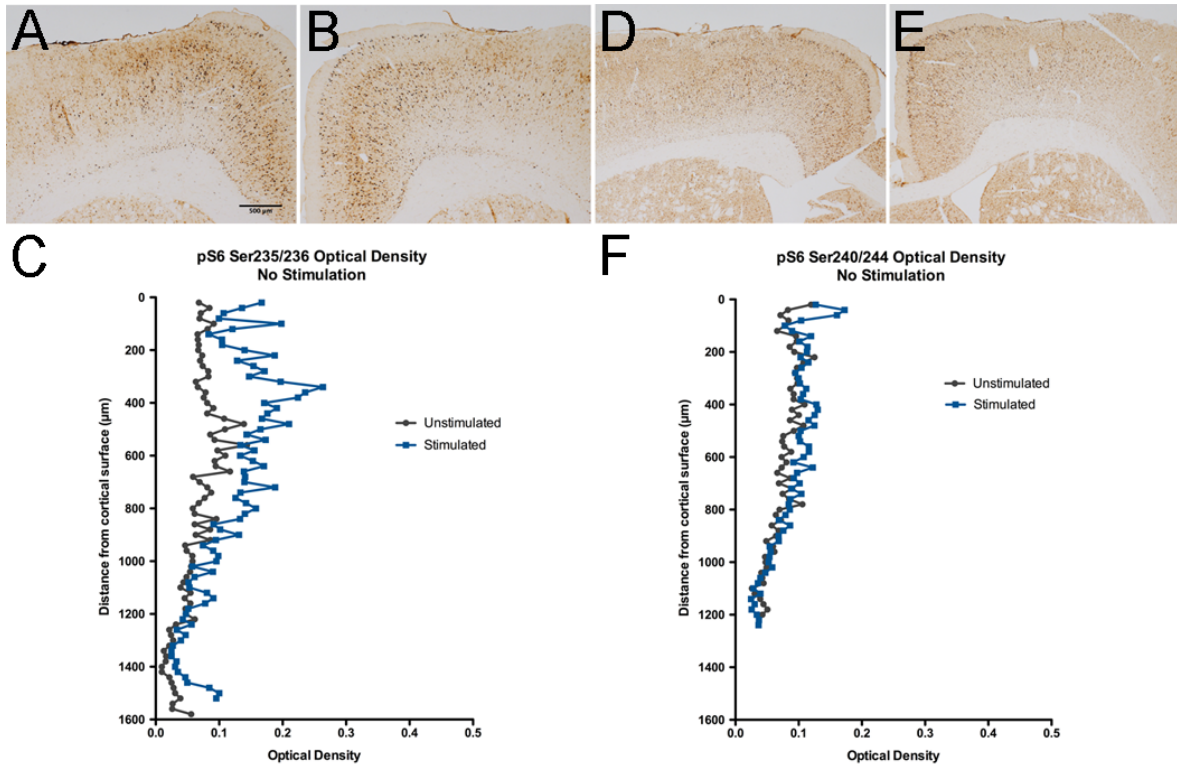 A
B
D
E
500 µm
C
pS6 Ser235/236 Optical Density
No Stimulation
0
200
400
600
800
1000
1200
1400
1600
Distance from cortical surface (µm)
Unstimulated
Stimulated
0.0
0.1
0.2
0.3
0.4
0.5
Optical Density
F
pS6 Ser240/244 Optical Density
No Stimulation
0
200
400
600
800
1000
1200
1400
1600
Distance from cortical surface (µm)
Unstimulated
Stimulated
0.0
0.1
0.2
0.3
0.4
0.5
Optical Density